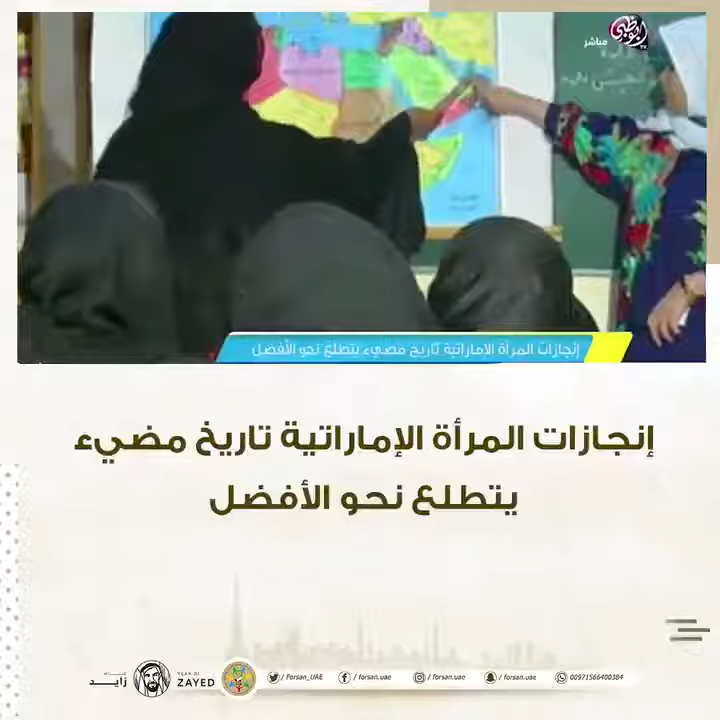 أبوظبي
مباشر
إنجازات المرأة الإماراتية تاريخ مضيء يتطلع نحو الأفضل
إنجازات المرأة الإماراتية تاريخ مضيء
يتطلع نحو الأفضل
زايد
YEAR OF
ZAYED
/ Forsan_UAE
/ forsan.uae
/ forsan.uae
/ forsan.uae
00971566400384